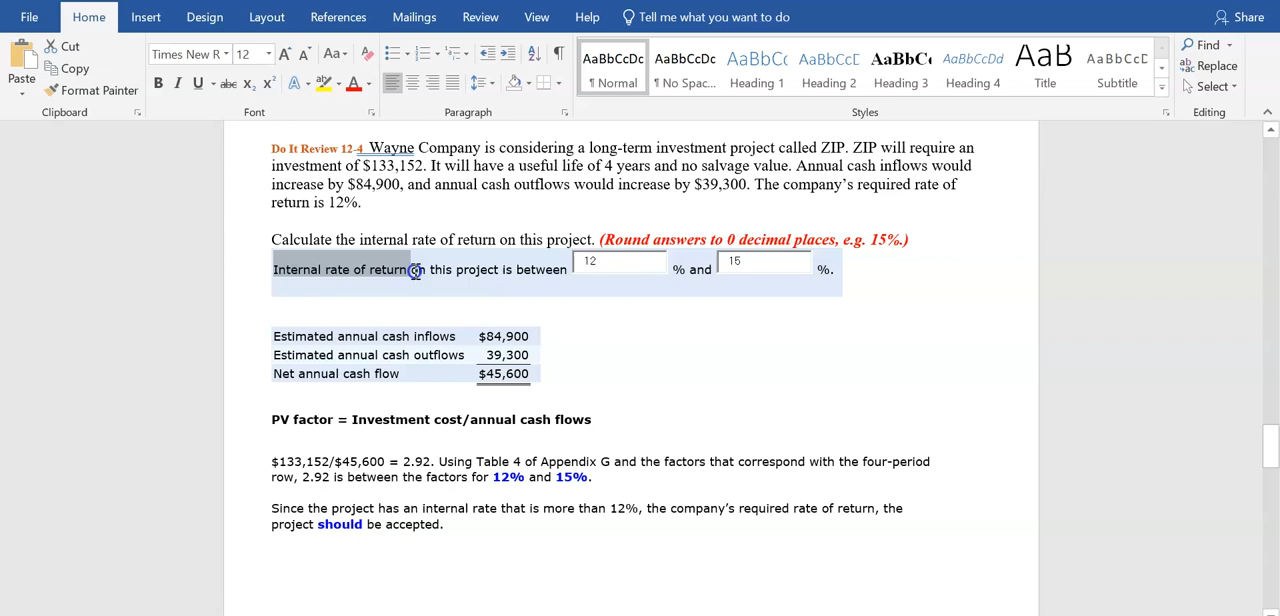 File Home Insert Design Layout References Mailings Review View Help Tell me what you want to do Share
Cut Times New R 12 A A Aa AaBbCcDc AaBbCcDc AaBbC( AaBbCcD AaBbC( AaBbCcDd AaB AaBbCcD Find
Paste Copy Replace
Format Painter B I U abc X₂ X² A A ¶ Normal ¶ No Spac... Heading 1 Heading 2 Heading 3 Heading 4 Title Subtitle Select
Clipboard Font Paragraph Styles Editing
Do It Review 12-4 Wayne Company is considering a long-term investment project called ZIP. ZIP will require an
investment of $133,152. It will have a useful life of 4 years and no salvage value. Annual cash inflows would
increase by $84,900, and annual cash outflows would increase by $39,300. The company's required rate of
return is 12%.
Calculate the internal rate of return on this project. (Round answers to 0 decimal places, e.g. 15%.)
Internal rate of return on this project is between 12 % and 15 %.
Estimated annual cash inflows $84,900
Estimated annual cash outflows 39,300
Net annual cash flow $45,600
PV factor = Investment cost/annual cash flows
$133,152/$45,600 = 2.92. Using Table 4 of Appendix G and the factors that correspond with the four-period
row, 2.92 is between the factors for 12% and 15%.
Since the project has an internal rate that is more than 12%, the company's required rate of return, the
project should be accepted.